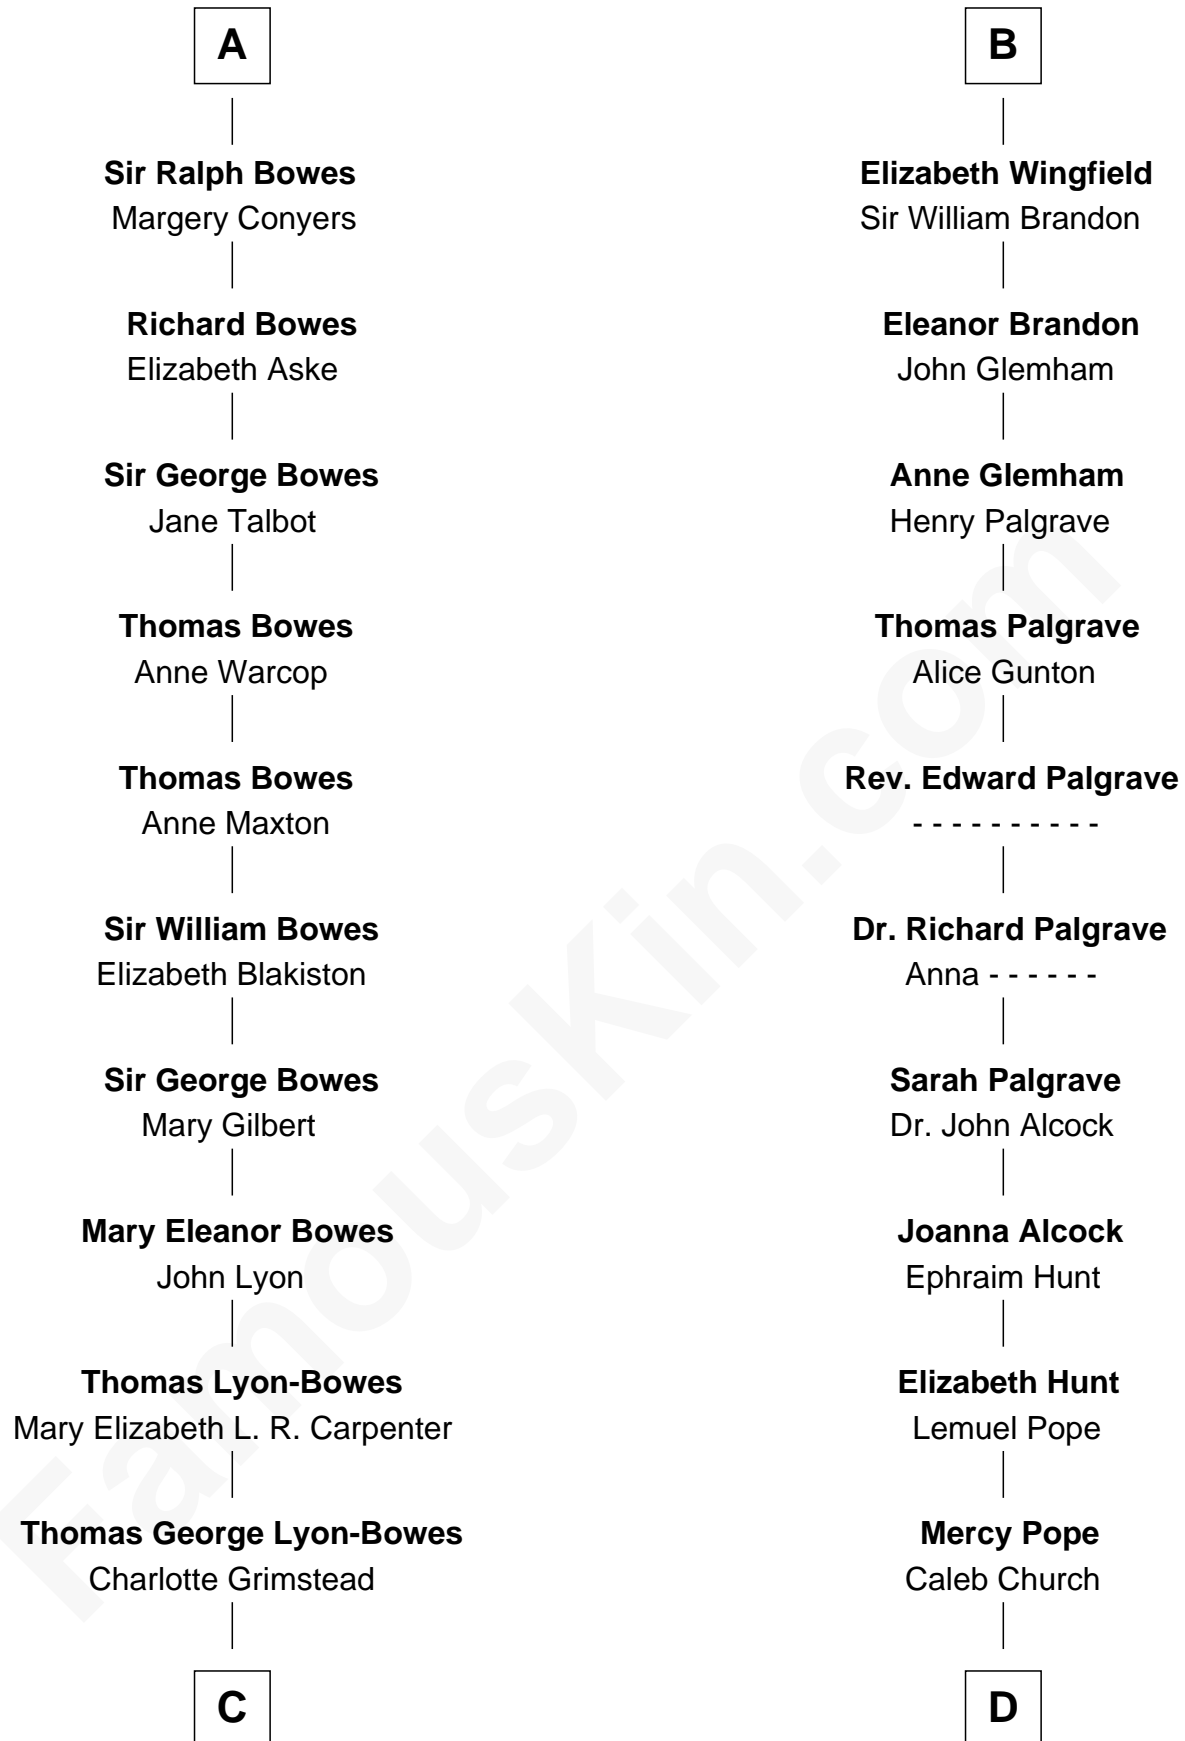 A
Sir Ralph Bowes
Margery Conyers
Richard Bowes
Elizabeth Aske
Sir George Bowes
Jane Talbot
Thomas Bowes
Anne Warcop
Thomas Bowes
Anne Maxton
Sir William Bowes
Elizabeth Blakiston
Sir George Bowes
Mary Gilbert
Mary Eleanor Bowes
John Lyon
Thomas Lyon-Bowes
Mary Elizabeth L. R. Carpenter
Thomas George Lyon-Bowes
Charlotte Grimstead
C
B
Elizabeth Wingfield
Sir William Brandon
Eleanor Brandon
John Glemham
Anne Glemham
Henry Palgrave
Thomas Palgrave
Alice Gunton
Rev. Edward Palgrave
- - - - - - - - - -
Dr. Richard Palgrave
Anna - - - - - -
Sarah Palgrave
Dr. John Alcock
Joanna Alcock
Ephraim Hunt
Elizabeth Hunt
Lemuel Pope
Mercy Pope
Caleb Church
D
FamousKin.com